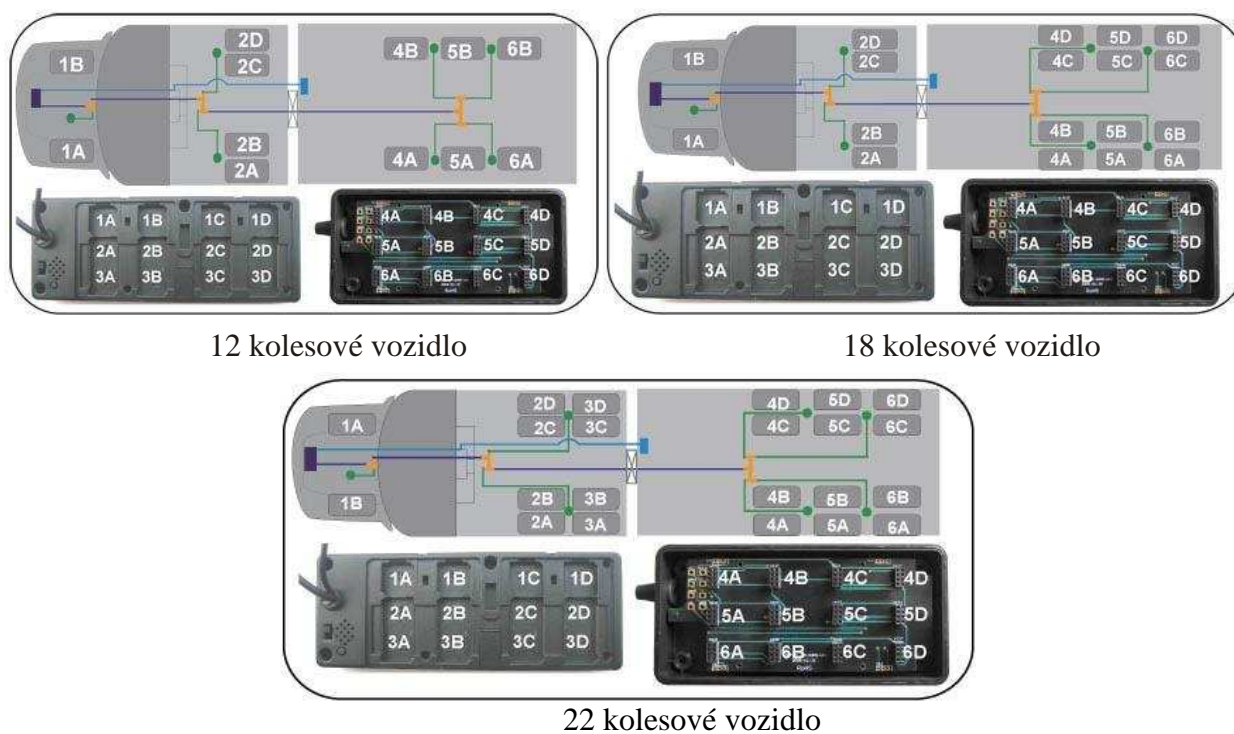 2D
4B 5B 6B
1B
2C
1A
2B
2A
4A 5A 6A
1A 1B 1C 1D
2A 2B 2C 2D
3A 3B 3C 3D
4A 4B 4C 4D
5A 5B 5C 5D
6A 6B 6C 6D
12 kolesové vozidlo
2D
4D 5D 6D
1B
2C
4C 5C 6C
1A
2B
2A
4B 5B 6B
4A 5A 6A
1A 1B 1C 1D
2A 2B 2C 2D
3A 3B 3C 3D
4A 4B 4C 4D
5A 5B 5C 5D
6A 6B 6C 6D
18 kolesové vozidlo
1A
2D 3D
2C 3C
4D 5D 6D
4C 5C 6C
1B
2B 3B
2A 3A
4B 5B 6B
4A 5A 6A
1A 1B 1C 1D
2A 2B 2C 2D
3A 3B 3C 3D
4A 4B 4C 4D
5A 5B 5C 5D
6A 6B 6C 6D
RoHS
22 kolesové vozidlo